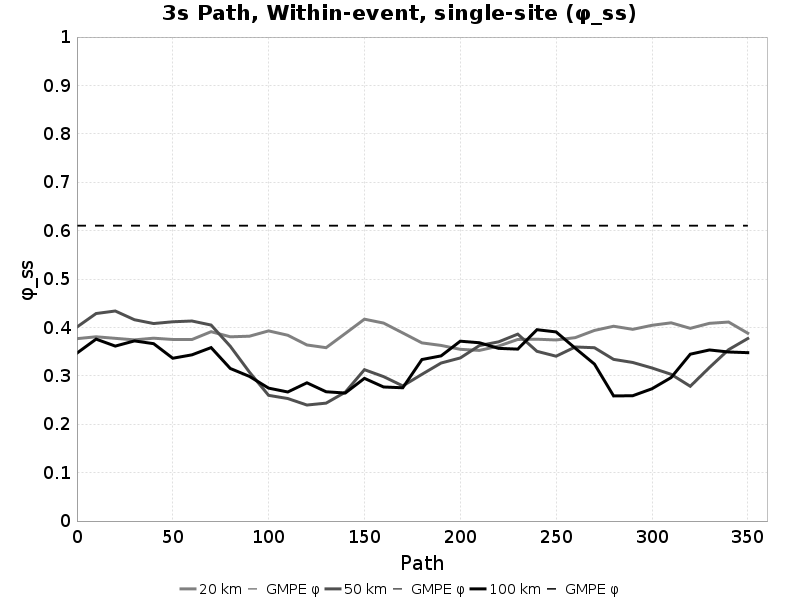 3s Path, Within-event, single-site (φ_ss)
1
0.9
0.8
0.7
0.6
0.5
0.4
0.3
0.2
0.1
0
φ_ss
0 50 100 150 200 250 300 350
Path
20 km GMPE φ 50 km GMPE φ 100 km GMPE φ